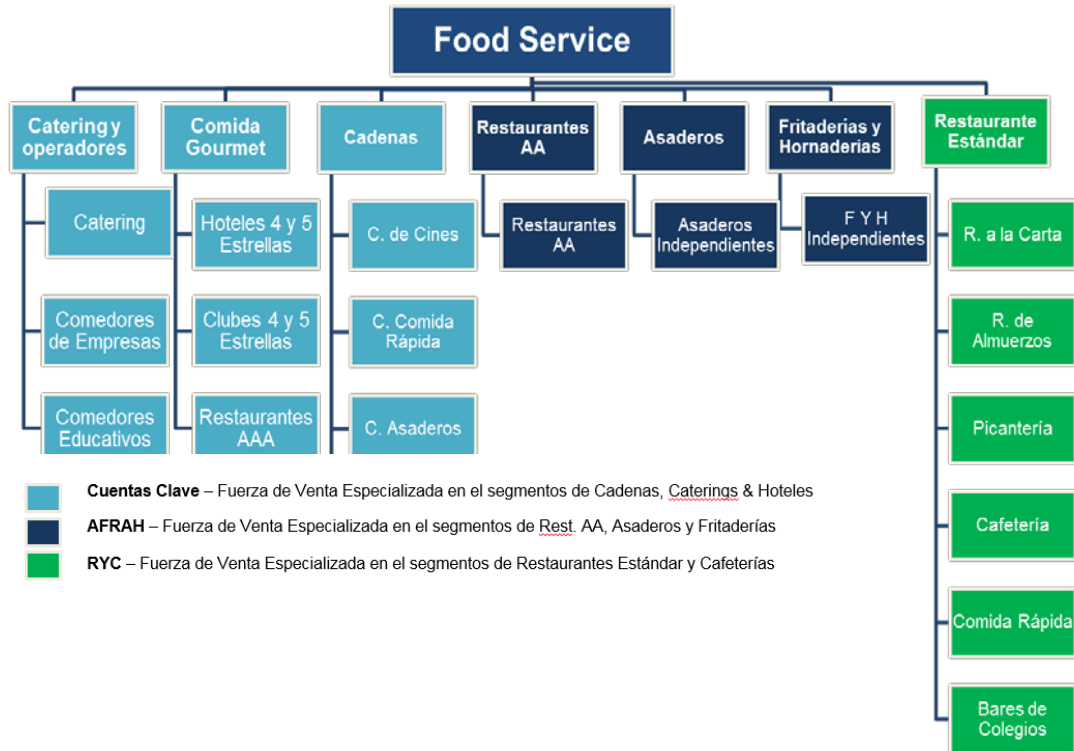 Food Service
Catering y
operadores
Comida
Gourmet
Cadenas
Restaurantes
AA
Asaderos
Fritaderías y
Hornaderías
Restaurante
Estándar
Catering
Hoteles 4 y 5
Estrellas
C. de Cines
Restaurantes
AA
Asaderos
Independientes
F Y H
Independientes
R. a la Carta
Comedores
de Empresas
Clubes 4 y 5
Estrellas
C. Comida
Rápida
R. de
Almuerzos
Comedores
Educativos
Restaurantes
AAA
C. Asaderos
Picantería
Cafetería
Comida Rápida
Bares de
Colegios
Cuentas Clave – Fuerza de Venta Especializada en el segmentos de Cadenas, Caterings & Hoteles
AFRAH – Fuerza de Venta Especializada en el segmentos de Rest. AA, Asaderos y Fritaderías
RYC – Fuerza de Venta Especializada en el segmentos de Restaurantes Estándar y Cafeterías